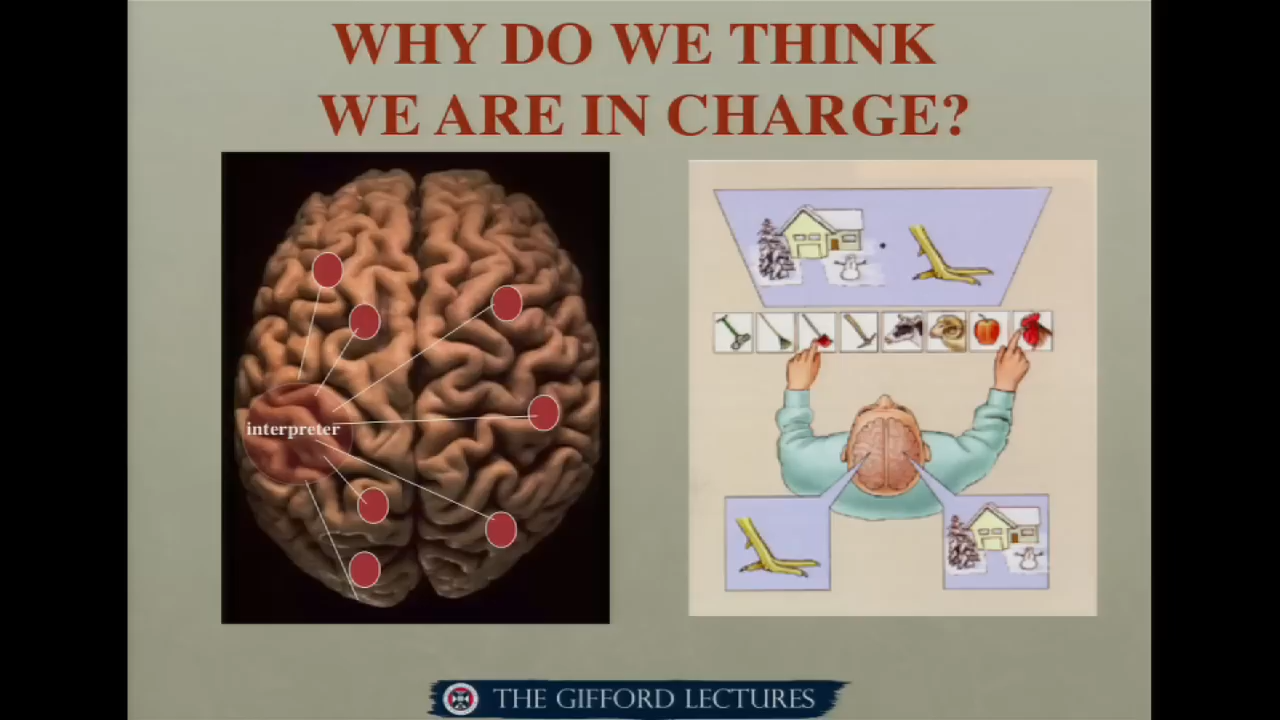 WHY DO WE THINK
WE ARE IN CHARGE?
interpreter
THE GIFFORD LECTURES